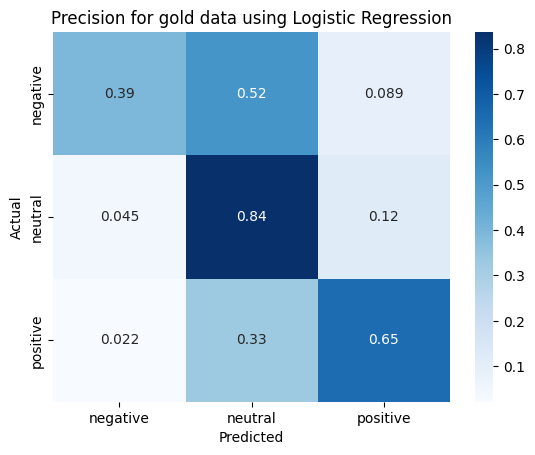 Precision for gold data using Logistic Regression
negative
0.39
0.52
0.089
0.8
0.7
0.6
Actual
neutral
0.045
0.84
0.12
0.5
0.4
0.3
positive
0.022
0.33
0.65
0.2
0.1
negative
neutral
positive
Predicted